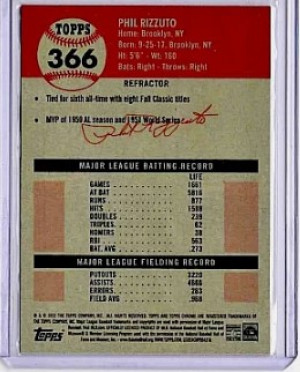 PHIL RIZZUTO
TOPPS
366
Home: Brooklyn, NY
Born: 9-25-17, Brooklyn, NY
Ht: 5'6" - Wt: 160
Bats: Right - Throws: Right
REFRACTOR
• Tied for sixth all-time with eight Fall Classic titles
• MVP of 1950 AL season and 1951 World Series
Phil Rizzuto
MAJOR LEAGUE BATTING RECORD
LIFE
GAMES 1661
AT BAT 5816
RUNS 877
HITS 1588
DOUBLES 239
TRIPLES 62
HOMERS 38
RBI 563
BAT. AVG. .273
MAJOR LEAGUE FIELDING RECORD
PUTOUTS 3220
ASSISTS 4666
ERRORS 263
FIELD AVG .968
TOPPS